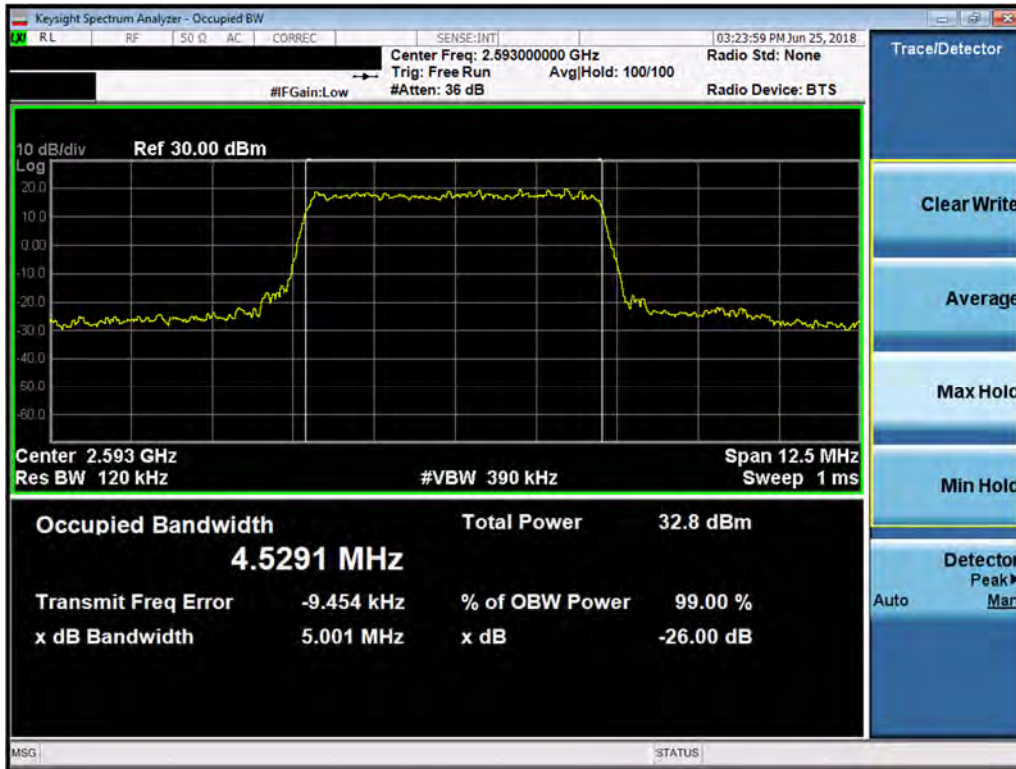 Keysight Spectrum Analyzer - Occupied BW
LXI RL RF 50 Ω AC CORREC SENSE:INT 03:23:59 PM Jun 25, 2018
Center Freq: 2.593000000 GHz Radio Std: None
Trig: Free Run Avg|Hold: 100/100
#IFGain:Low #Atten: 36 dB Radio Device: BTS
Trace/Detector
10 dB/div Ref 30.00 dBm
Log
20.0
10.0
0.00
-10.0
-20.0
-30.0
-40.0
-50.0
-60.0
Center 2.593 GHz Span 12.5 MHz
Res BW 120 kHz #VBW 390 kHz Sweep 1 ms
Occupied Bandwidth Total Power 32.8 dBm
4.5291 MHz
Transmit Freq Error -9.454 kHz % of OBW Power 99.00 %
x dB Bandwidth 5.001 MHz x dB -26.00 dB
Clear Write
Average
Max Hold
Min Hold
Detector
Peak
Auto Man
MSG STATUS